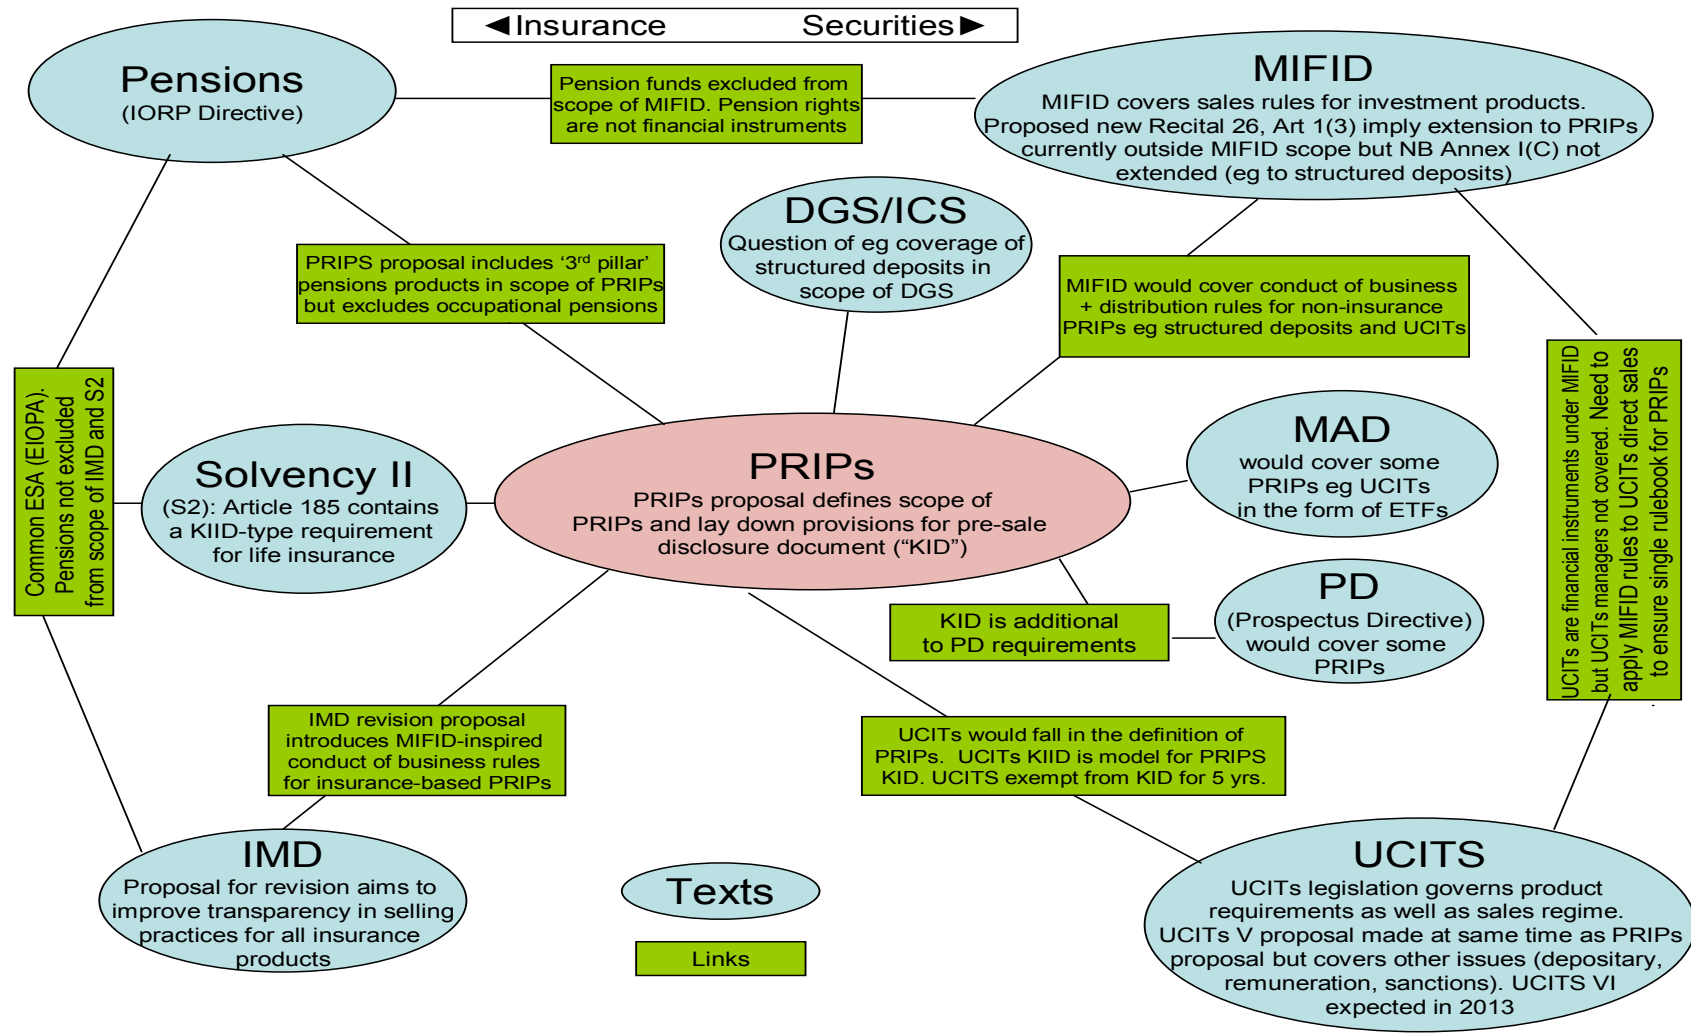 ◄Insurance Securities►
Pensions
(IORP Directive)
Pension funds excluded from
scope of MIFID. Pension rights
are not financial instruments
MIFID
MIFID covers sales rules for investment products.
Proposed new Recital 26, Art 1(3) imply extension to PRIPs
currently outside MIFID scope but NB Annex I(C) not
extended (eg to structured deposits)
DGS/ICS
Question of eg coverage of
structured deposits in
scope of DGS
PRIPS proposal includes ‘3rd pillar’
pensions products in scope of PRIPs
but excludes occupational pensions
MIFID would cover conduct of business
+ distribution rules for non-insurance
PRIPs eg structured deposits and UCITs
Common ESA (EIOPA).
Pensions not excluded
from scope of IMD and S2
Solvency II
(S2): Article 185 contains
a KIID-type requirement
for life insurance
PRIPs
PRIPs proposal defines scope of
PRIPs and lay down provisions for pre-sale
disclosure document (“KID”)
MAD
would cover some
PRIPs eg UCITs
in the form of ETFs
UCITs are financial instruments under MIFID
but UCITs managers not covered. Need to
apply MIFID rules to UCITs direct sales
to ensure single rulebook for PRIPs
KID is additional
to PD requirements
PD
(Prospectus Directive)
would cover some
PRIPs
IMD revision proposal
introduces MIFID-inspired
conduct of business rules
for insurance-based PRIPs
UCITs would fall in the definition of
PRIPs. UCITs KIID is model for PRIPS
KID. UCITS exempt from KID for 5 yrs.
IMD
Proposal for revision aims to
improve transparency in selling
practices for all insurance
products
Texts
Links
UCITS
UCITs legislation governs product
requirements as well as sales regime.
UCITs V proposal made at same time as PRIPs
proposal but covers other issues (depositary,
remuneration, sanctions). UCITS VI
expected in 2013